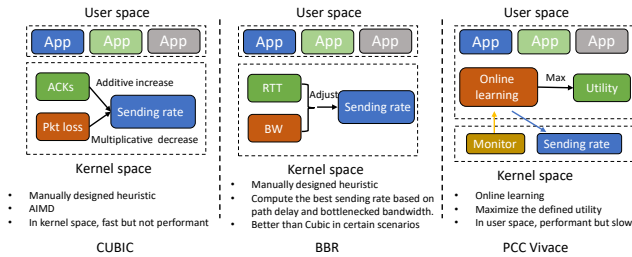 User space
App App App
ACKs
Additive increase
Sending rate
Pkt loss
Multiplicative decrease
Kernel space
• Manually designed heuristic
• AIMD
• In kernel space, fast but not performant
CUBIC
User space
App App App
RTT
Adjust
Sending rate
BW
Kernel space
• Manually designed heuristic
• Compute the best sending rate based on
path delay and bottlenecked bandwidth.
• Better than Cubic in certain scenarios
BBR
User space
App App App
Online
learning
Max
Utility
Monitor
Sending rate
Kernel space
• Online learning
• Maximize the defined utility
• In user space, performant but slow
PCC Vivace